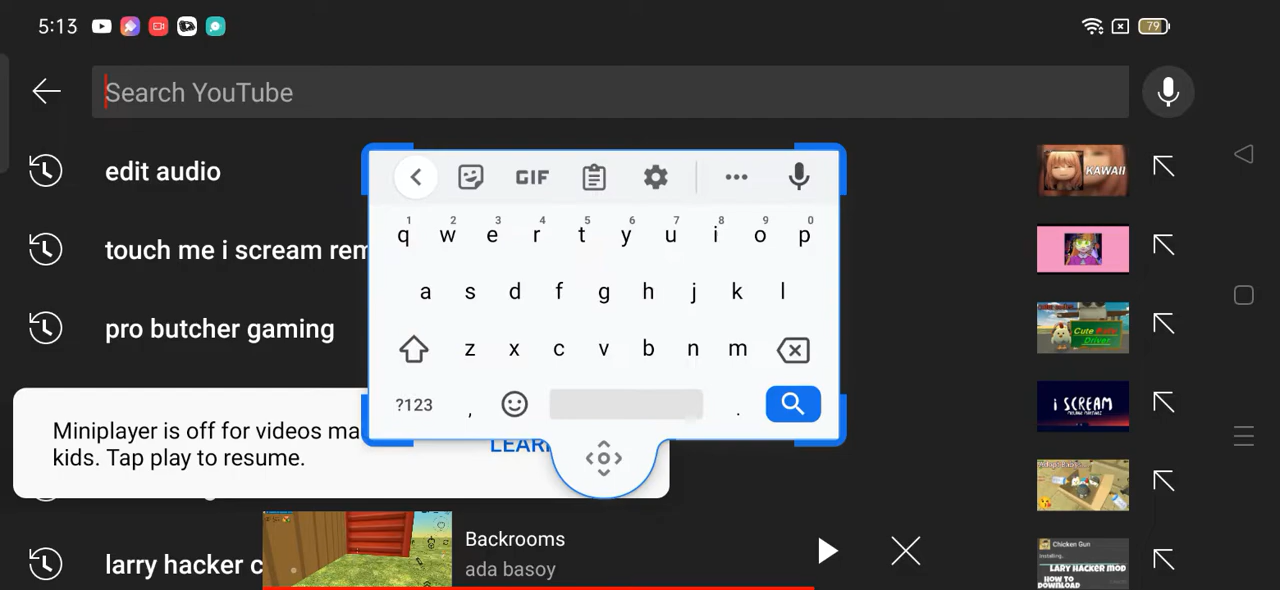 5:13
79
Search YouTube
edit audio
KAWAII
touch me i scream rem
pro butcher gaming
Cute
Driver
I SCREAM
GIF
1 2 3 4 5 6 7 8 9 0
q w e r t y u i o p
a s d f g h j k l
z x c v b n m
?123 , .
Miniplayer is off for videos ma
kids. Tap play to resume.
LEAR
Backrooms
ada basoy
larry hacker c
Chicken Gun
Installing..
LARY HACKER MOD
HOW TO
DOWNLOAD